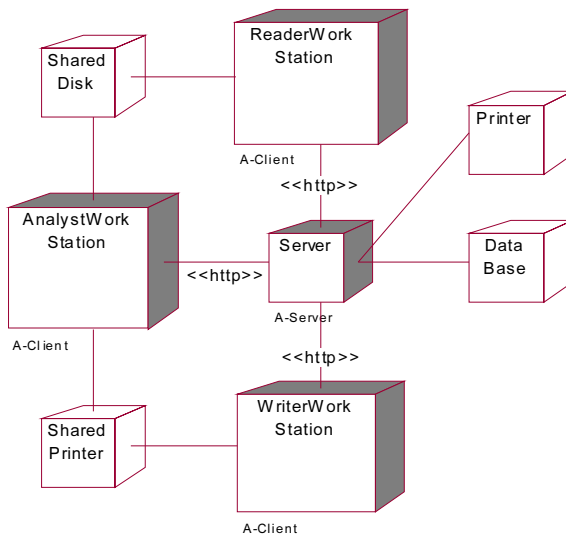 ReaderWork
Station
Shared
Disk
Printer
A-Client
<<http>>
AnalystWork
Station
Server
Data
Base
<<http>>
A-Server
A-Client
<<http>>
WriterWork
Station
Shared
Printer
A-Client